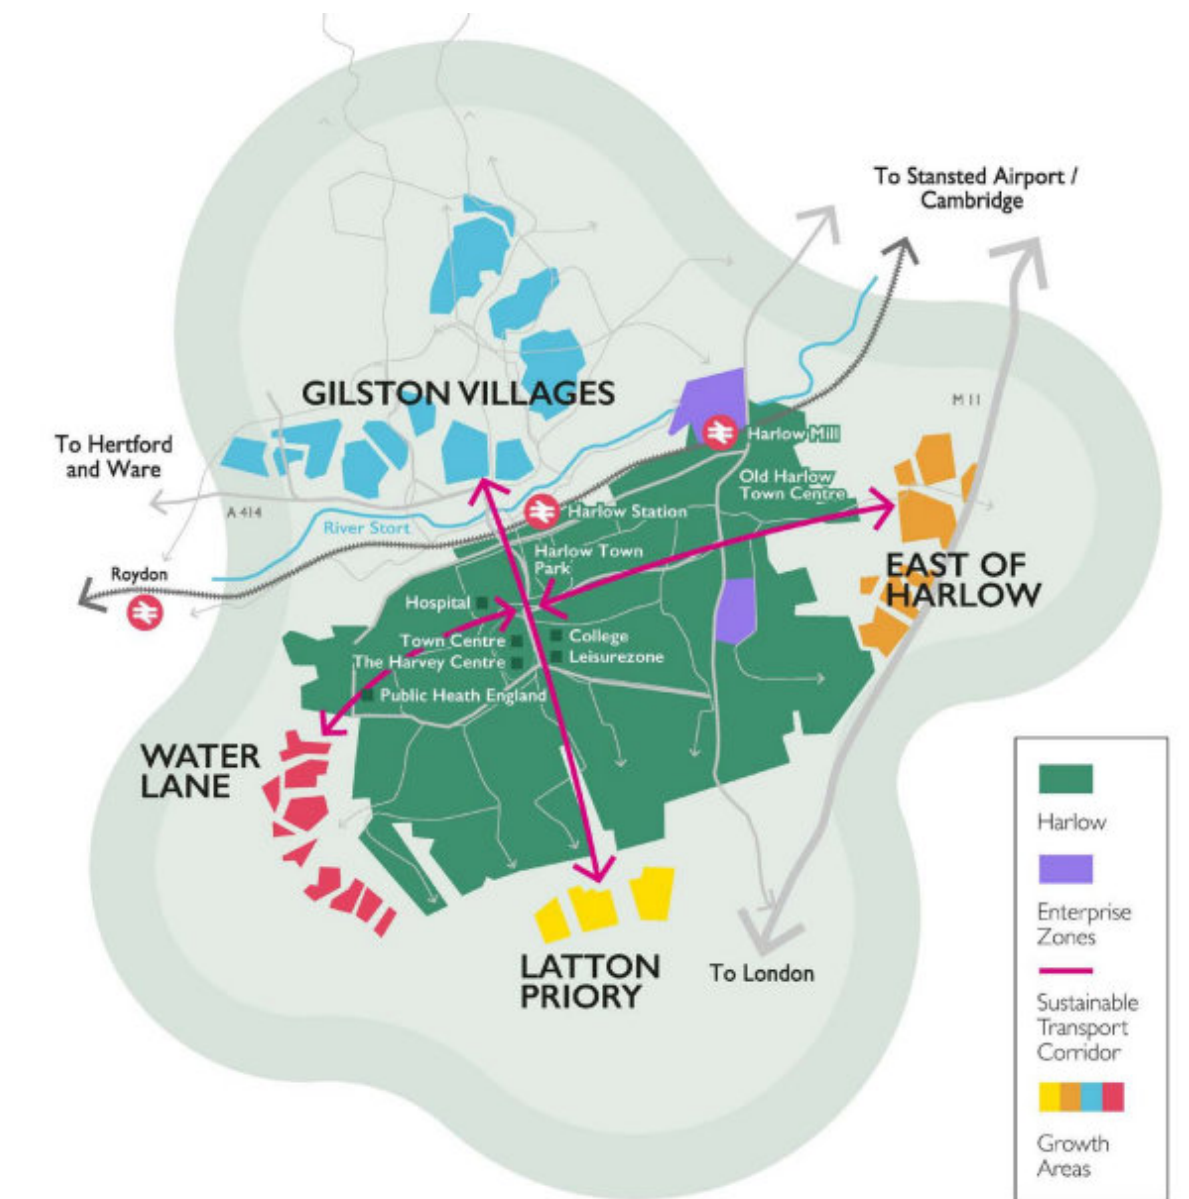 To Stansted Airport /
Cambridge
GILSTON VILLAGES
M 11
To Hertford
and Ware
Harlow Mill
Old Harlow
Town Centre
A 414
River Stort
Harlow Station
Harlow Town
Park
EAST OF
HARLOW
Roydon
Hospital
Town Centre
College
The Harvey Centre
Leisurezone
Public Heath England
WATER
LANE
LATTON
PRIORY
To London
Harlow
Enterprise
Zones
Sustainable
Transport
Corridor
Growth
Areas